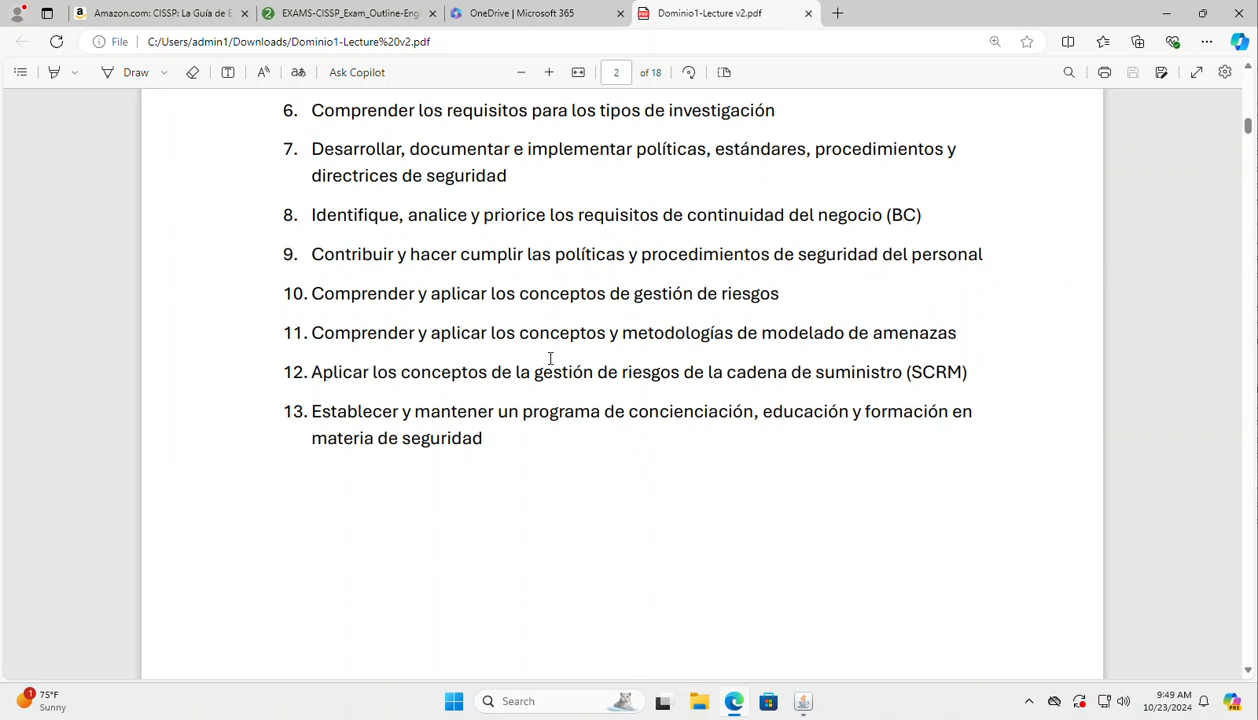 Amazon.com: CISSP: La Guía de E
EXAMS-CISSP_Exam_Outline-Engl
OneDrive | Microsoft 365
Dominio1-Lecture v2.pdf
File
C:/Users/admin1/Downloads/Dominio1-Lecture%20v2.pdf
Draw
Ask Copilot
2 of 18
6. Comprender los requisitos para los tipos de investigación
7. Desarrollar, documentar e implementar políticas, estándares, procedimientos y
directrices de seguridad
8. Identifique, analice y priorice los requisitos de continuidad del negocio (BC)
9. Contribuir y hacer cumplir las políticas y procedimientos de seguridad del personal
10. Comprender y aplicar los conceptos de gestión de riesgos
11. Comprender y aplicar los conceptos y metodologías de modelado de amenazas
12. Aplicar los conceptos de la gestión de riesgos de la cadena de suministro (SCRM)
13. Establecer y mantener un programa de concienciación, educación y formación en
materia de seguridad
1
75°F
Sunny
Search
9:49 AM
10/23/2024
PRE